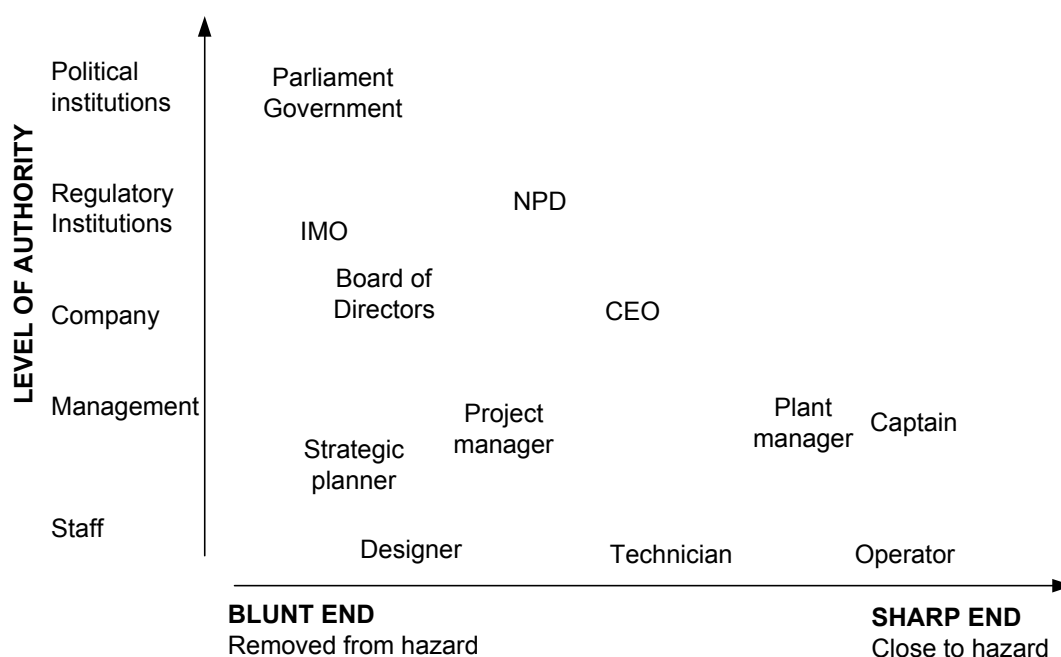 LEVEL OF AUTHORITY
Political
institutions
Parliament
Government
Regulatory
Institutions
NPD
IMO
Board of
Directors
Company
CEO
Management
Project
manager
Plant
manager
Captain
Strategic
planner
Staff
Designer
Technician
Operator
BLUNT END
Removed from hazard
SHARP END
Close to hazard